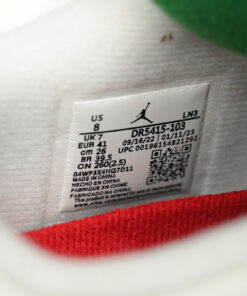 US 8
UK 7
EUR 41
cm 26
BR 39.5
CN 260(2.5)
LN3
DR5415-103
09/16/22 01/11/23
UPC 00196154821292
04WP3X4HQ7D11
MADE IN CHINA
HECHO EN CHINA
FABRIQUÉ EN CHINE